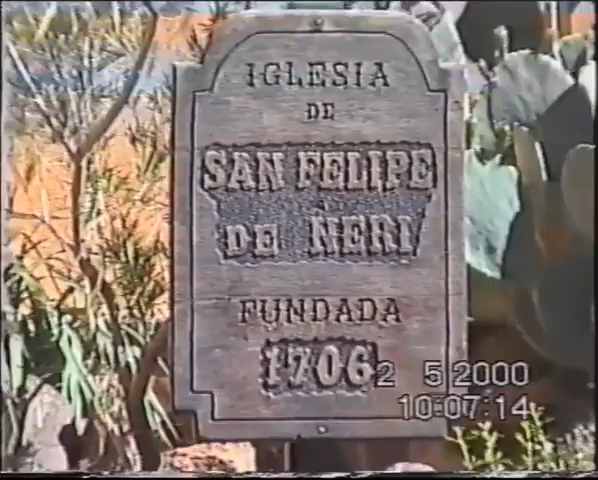 IGLESIA
DE
SAN FELIPE
DE NERI
FUNDADA
1706
2 5 2000
10:07:14